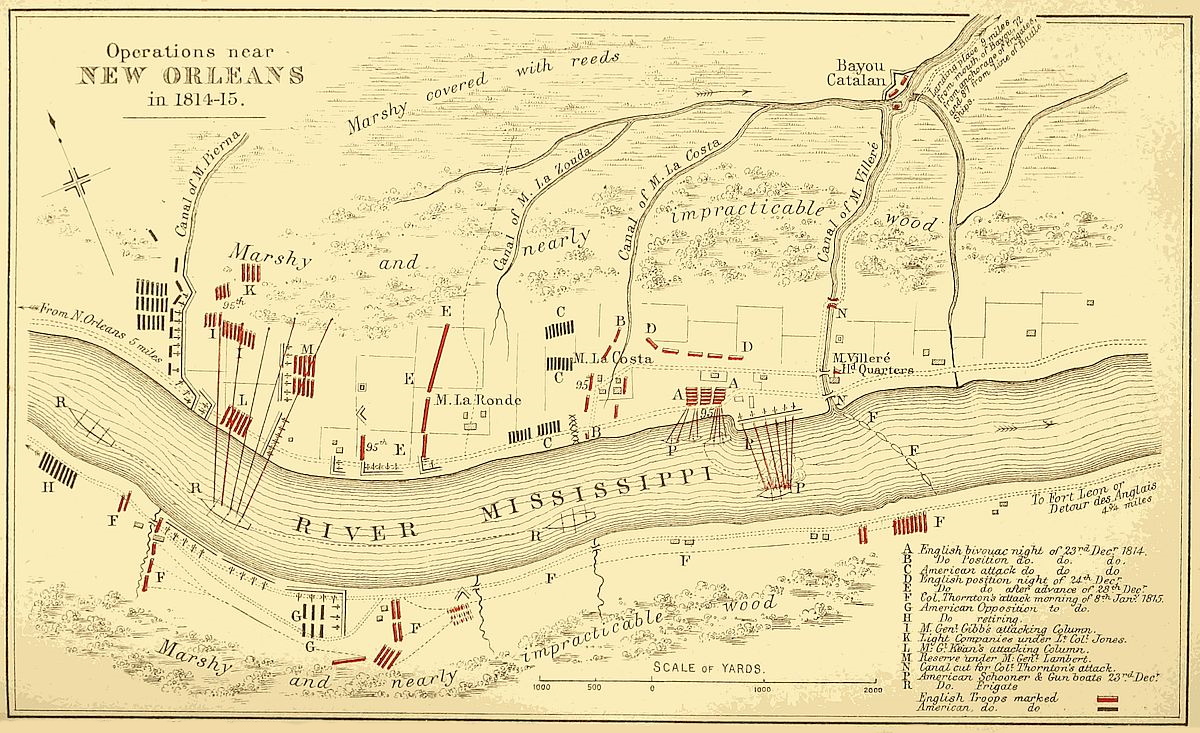 Operations near
NEW ORLEANS
in 1814-15.
Marshy covered with reeds
Bayou
Catalan
Landing place 9 miles
from mouth of Bayou, 72
from anchorage of Frigates,
and 87 from Line of Battle
Ships.
Canal of M. Pierna
Canal of M. La Zouda
Canal of M. La Costa
Canal of M. Villeré
Marshy and nearly impracticable wood
From N. Orleans 5 miles
K
95th
I
I
M
L
E
E
E
M. La Ronde
95th
C
C
C
B
M. La Costa
95
B
D
D
A
A
95
P
P
P
N
M. Villeré
Hd Quarters
N
F
F
R
R
R
RIVER MISSISSIPPI
H
F
F
G
G
F
F
F
F
To Fort Leon or
Detour des Anglais
4¾ miles
Marshy and nearly impracticable wood
SCALE OF YARDS.
1000 500 0 1000 2000
A English bivouac night of 23rd Decr 1814.
B Do Position do. do. do.
C American attack do do do
D English position night of 24th Decr
E Do do after advance of 28th Decr
F Col. Thornton's attack morning of 8th Jany. 1815.
G American Opposition to do.
H Do retiring.
I M. Genl. Gibb's attacking Column.
K Light Companies under Lt. Col. Jones.
L M. Gl. Kean's attacking Column.
M Reserve under M. Genl. Lambert.
N Canal cut for Col. Thornton's attack.
P American Schooner & Gun boats 23rd Decr
R Do. Frigate
English Troops marked
American, do. do